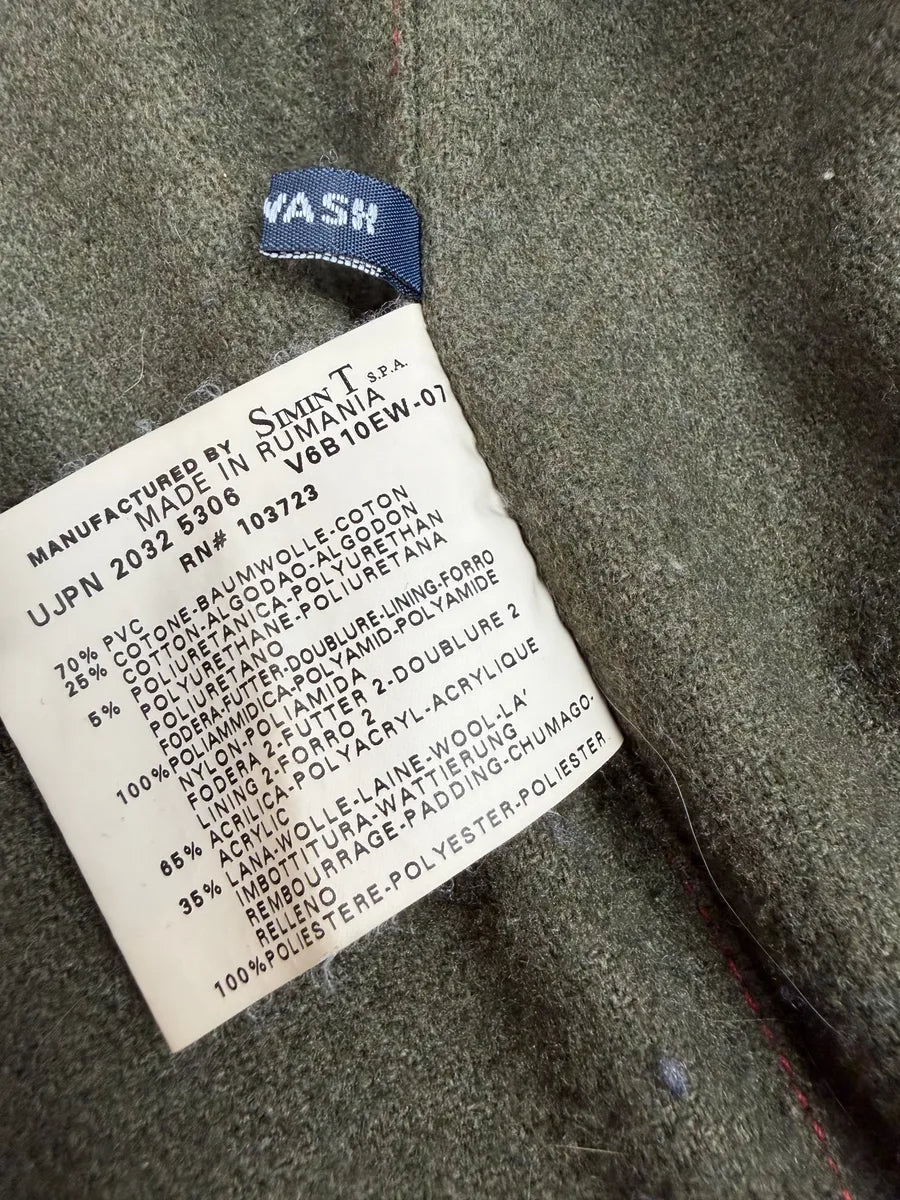 WASH
MANUFACTURED BY SIMINT S.P.A.
MADE IN RUMANIA
UJPN 2032 5306 V6B10EW-07
RN# 103723
70% PVC
25% COTONE-BAUMWOLLE-COTON
COTTON-ALGODAO-ALGODON
5% POLIURETANICA-POLYURETHAN
POLYURETHANE-POLIURETANA
POLIURETANO
FODERA-FUTTER-DOUBLURE-LINING-FORRO
100% POLIAMMIDICA-POLYAMID-POLYAMIDE
NYLON-POLIAMIDA
FODERA 2-FUTTER 2-DOUBLURE 2
LINING 2-FORRO 2
65% ACRILICA-POLYACRYL-ACRYLIQUE
ACRYLIC
35% LANA-WOLLE-LAINE-WOOL-LA'
IMBOTTITURA-WATTIERUNG
REMBOURRAGE-PADDING-CHUMAGO-
RELLENO
100%POLIESTERE-POLYESTER-POLIESTER